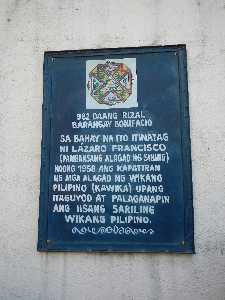 982 DAANG RIZAL
BARANGAY BONIFACIO
SA BAHAY NA ITO ITINATAG
NI LAZARO FRANCISCO
(PAMBANSANG ALAGAD NG SINING)
NOONG 1958 ANG KAPATIRAN
NG MGA ALAGAD NG WIKANG
PILIPINO (KAWIKA) UPANG
ITAGUYOD AT PALAGANAPIN
ANG IISANG SARILING
WIKANG PILIPINO.